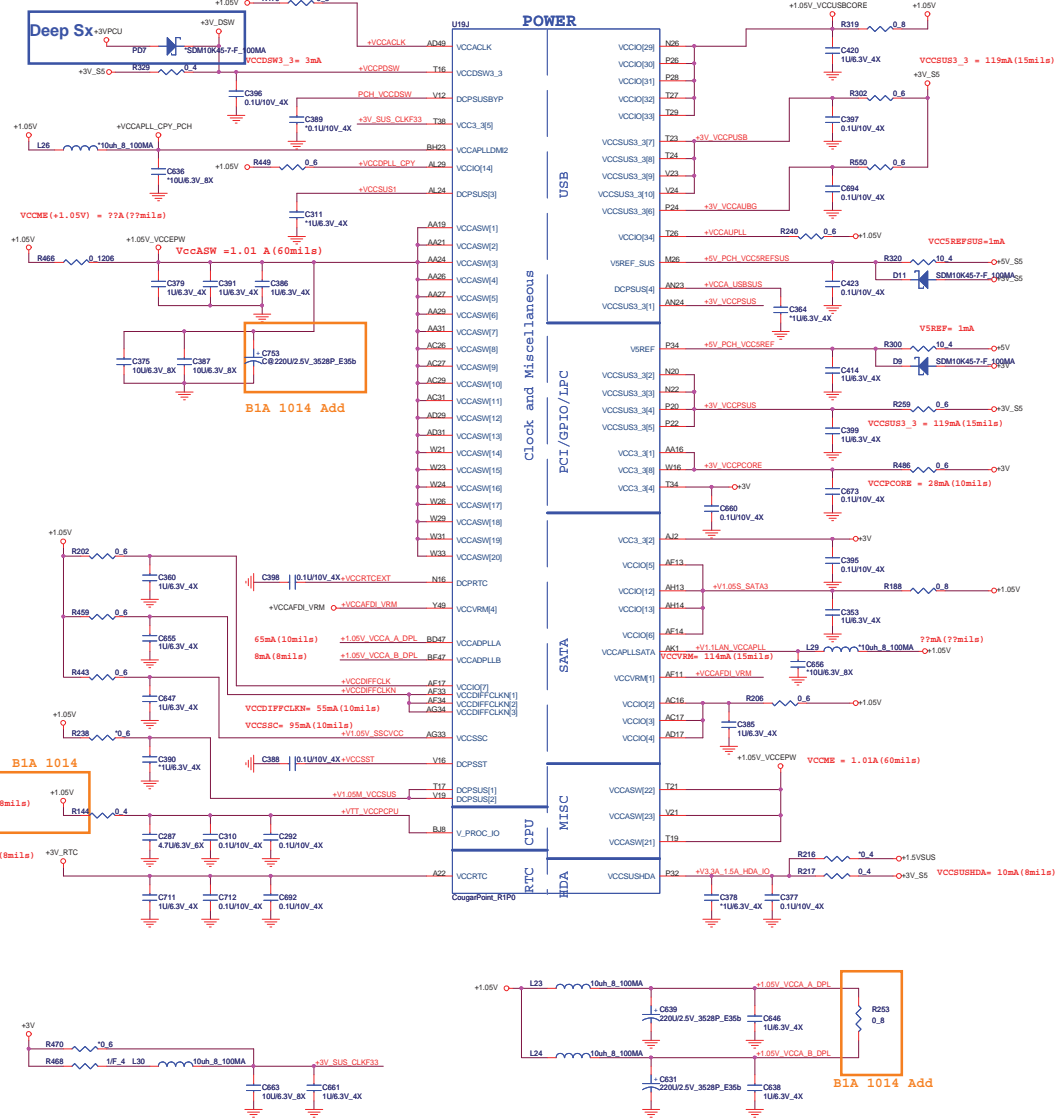 +1.05V
+1.05V_VCCUSBCORE
+1.05V
POWER
U19J
Deep Sx
+3VPCU
+3V_DSW
PD7
*SDM10K45-7-F_100MA
+VCCACLK
AD49
VCCACLK
VCCDSW3_3= 3mA
+3V_S5
R329
0_4
+VCCPDSW
T16
VCCDSW3_3
C396
0.1U/10V_4X
PCH_VCCDSW
V12
DCPSUSBYP
C389
*0.1U/10V_4X
+3V_SUS_CLKF33
T38
VCC3_3[5]
+1.05V
+VCCAPLL_CPY_PCH
L26
*10uh_8_100MA
BH23
VCCAPLLDMI2
C636
*10U/6.3V_8X
+1.05V
R449
0_6
+VCCDPLL_CPY
AL29
VCCIO[14]
+VCCSUS1
AL24
DCPSUS[3]
C311
*1U/6.3V_4X
VCCME(+1.05V) = ??A(??mils)
+1.05V
+1.05V_VCCEPW
VccASW =1.01 A(60mils)
R466
0_1206
C379
1U/6.3V_4X
C391
1U/6.3V_4X
C386
1U/6.3V_4X
C375
10U/6.3V_8X
C387
10U/6.3V_8X
+
C753
C@220U/2.5V_3528P_E35b
B1A 1014 Add
AA19
VCCASW[1]
AA21
VCCASW[2]
AA24
VCCASW[3]
AA26
VCCASW[4]
AA27
VCCASW[5]
AA29
VCCASW[6]
AA31
VCCASW[7]
AC26
VCCASW[8]
AC27
VCCASW[9]
AC29
VCCASW[10]
AC31
VCCASW[11]
AD29
VCCASW[12]
AD31
VCCASW[13]
W21
VCCASW[14]
W23
VCCASW[15]
W24
VCCASW[16]
W26
VCCASW[17]
W29
VCCASW[18]
W31
VCCASW[19]
W33
VCCASW[20]
Clock and Miscellaneous
+1.05V
R202
0_6
C360
1U/6.3V_4X
R459
0_6
C655
1U/6.3V_4X
R443
0_6
C647
1U/6.3V_4X
+1.05V
R238
*0_6
C390
*1U/6.3V_4X
C398
0.1U/10V_4X
+VCCRTCEXT
N16
DCPRTC
+VCCAFDI_VRM
+VCCAFDI_VRM
Y49
VCCVRM[4]
65mA(10mils)
+1.05V_VCCA_A_DPL
BD47
VCCADPLLA
8mA(8mils)
+1.05V_VCCA_B_DPL
BF47
VCCADPLLB
+VCCDIFFCLK
AF17
VCCIO[7]
+VCCDIFFCLKN
AF33
VCCDIFFCLKN[1]
AF34
VCCDIFFCLKN[2]
AG34
VCCDIFFCLKN[3]
VCCDIFFCLKN= 55mA(10mils)
VCCSSC= 95mA(10mils)
+V1.05V_SSCVCC
AG33
VCCSSC
C388
0.1U/10V_4X
+VCCSST
V16
DCPSST
+V1.05M_VCCSUS
T17
DCPSUS[1]
V19
DCPSUS[2]
B1A 1014
8mils)
+1.05V
R144
0_4
+VTT_VCCPCPU
BJ8
V_PROC_IO
C287
4.7U/6.3V_6X
C310
0.1U/10V_4X
C292
0.1U/10V_4X
(8mils)
+3V_RTC
A22
VCCRTC
C711
1U/6.3V_4X
C712
0.1U/10V_4X
C692
0.1U/10V_4X
CPU
RTC
CougarPoint_R1P0
USB
N26
VCCIO[29]
P26
VCCIO[30]
P28
VCCIO[31]
T27
VCCIO[32]
T29
VCCIO[33]
R319
0_8
C420
1U/6.3V_4X
VCCSUS3_3 = 119mA(15mils)
+3V_S5
T23
VCCSUS3_3[7]
+3V_VCCPUSB
R302
0_6
T24
VCCSUS3_3[8]
C397
0.1U/10V_4X
V23
VCCSUS3_3[9]
V24
VCCSUS3_3[10]
P24
VCCSUS3_3[6]
+3V_VCCAUBG
R550
0_6
C694
0.1U/10V_4X
T26
VCCIO[34]
+VCCAUPLL
R240
0_6
+1.05V
VCC5REFSUS=1mA
M26
V5REF_SUS
+5V_PCH_VCC5REFSUS
R320
10_4
+5V_S5
D11
SDM10K45-7-F_100MA
+3V_S5
C423
0.1U/10V_4X
AN23
DCPSUS[4]
+VCCA_USBSUS
AN24
VCCSUS3_3[1]
+3V_VCCPSUS
C364
*1U/6.3V_4X
V5REF= 1mA
PCI/GPIO/LPC
P34
V5REF
+5V_PCH_VCC5REF
R300
10_4
+5V
D9
SDM10K45-7-F_100MA
+3V
C414
1U/6.3V_4X
N20
VCCSUS3_3[2]
N22
VCCSUS3_3[3]
P20
VCCSUS3_3[4]
+3V_VCCPSUS
R259
0_6
+3V_S5
P22
VCCSUS3_3[5]
VCCSUS3_3 = 119mA(15mils)
C399
1U/6.3V_4X
AA16
VCC3_3[1]
W16
VCC3_3[8]
+3V_VCCPCORE
R486
0_6
+3V
T34
VCC3_3[4]
+3V
VCCPCORE = 28mA(10mils)
C673
0.1U/10V_4X
C660
0.1U/10V_4X
SATA
AJ2
VCC3_3[2]
+3V
C395
0.1U/10V_4X
AF13
VCCIO[5]
AH13
VCCIO[12]
+V1.05S_SATA3
R188
0_8
+1.05V
AH14
VCCIO[13]
C353
1U/6.3V_4X
AF14
VCCIO[6]
??mA(??mils)
AK1
VCCAPLLSATA
+V1.1LAN_VCCAPLL
L29
*10uh_8_100MA
+1.05V
VCCVRM= 114mA(15mils)
C656
*10U/6.3V_8X
AF11
VCCVRM[1]
+VCCAFDI_VRM
AC16
VCCIO[2]
R206
0_6
+1.05V
AC17
VCCIO[3]
C385
1U/6.3V_4X
AD17
VCCIO[4]
+1.05V_VCCEPW
VCCME = 1.01A(60mils)
MISC
T21
VCCASW[22]
V21
VCCASW[23]
T19
VCCASW[21]
HDA
R216
*0_4
+1.5VSUS
P32
VCCSUSHDA
+V3.3A_1.5A_HDA_IO
R217
0_4
+3V_S5
VCCSUSHDA= 10mA(8mils)
C378
*1U/6.3V_4X
C377
0.1U/10V_4X
+1.05V
L23
10uh_8_100MA
+1.05V_VCCA_A_DPL
+
C639
220U/2.5V_3528P_E35b
C646
1U/6.3V_4X
R253
0_8
L24
10uh_8_100MA
+1.05V_VCCA_B_DPL
+
C631
220U/2.5V_3528P_E35b
C638
1U/6.3V_4X
B1A 1014 Add
+3V
R470
*0_6
R468
1/F_4
L30
10uh_8_100MA
+3V_SUS_CLKF33
C663
10U/6.3V_8X
C661
1U/6.3V_4X